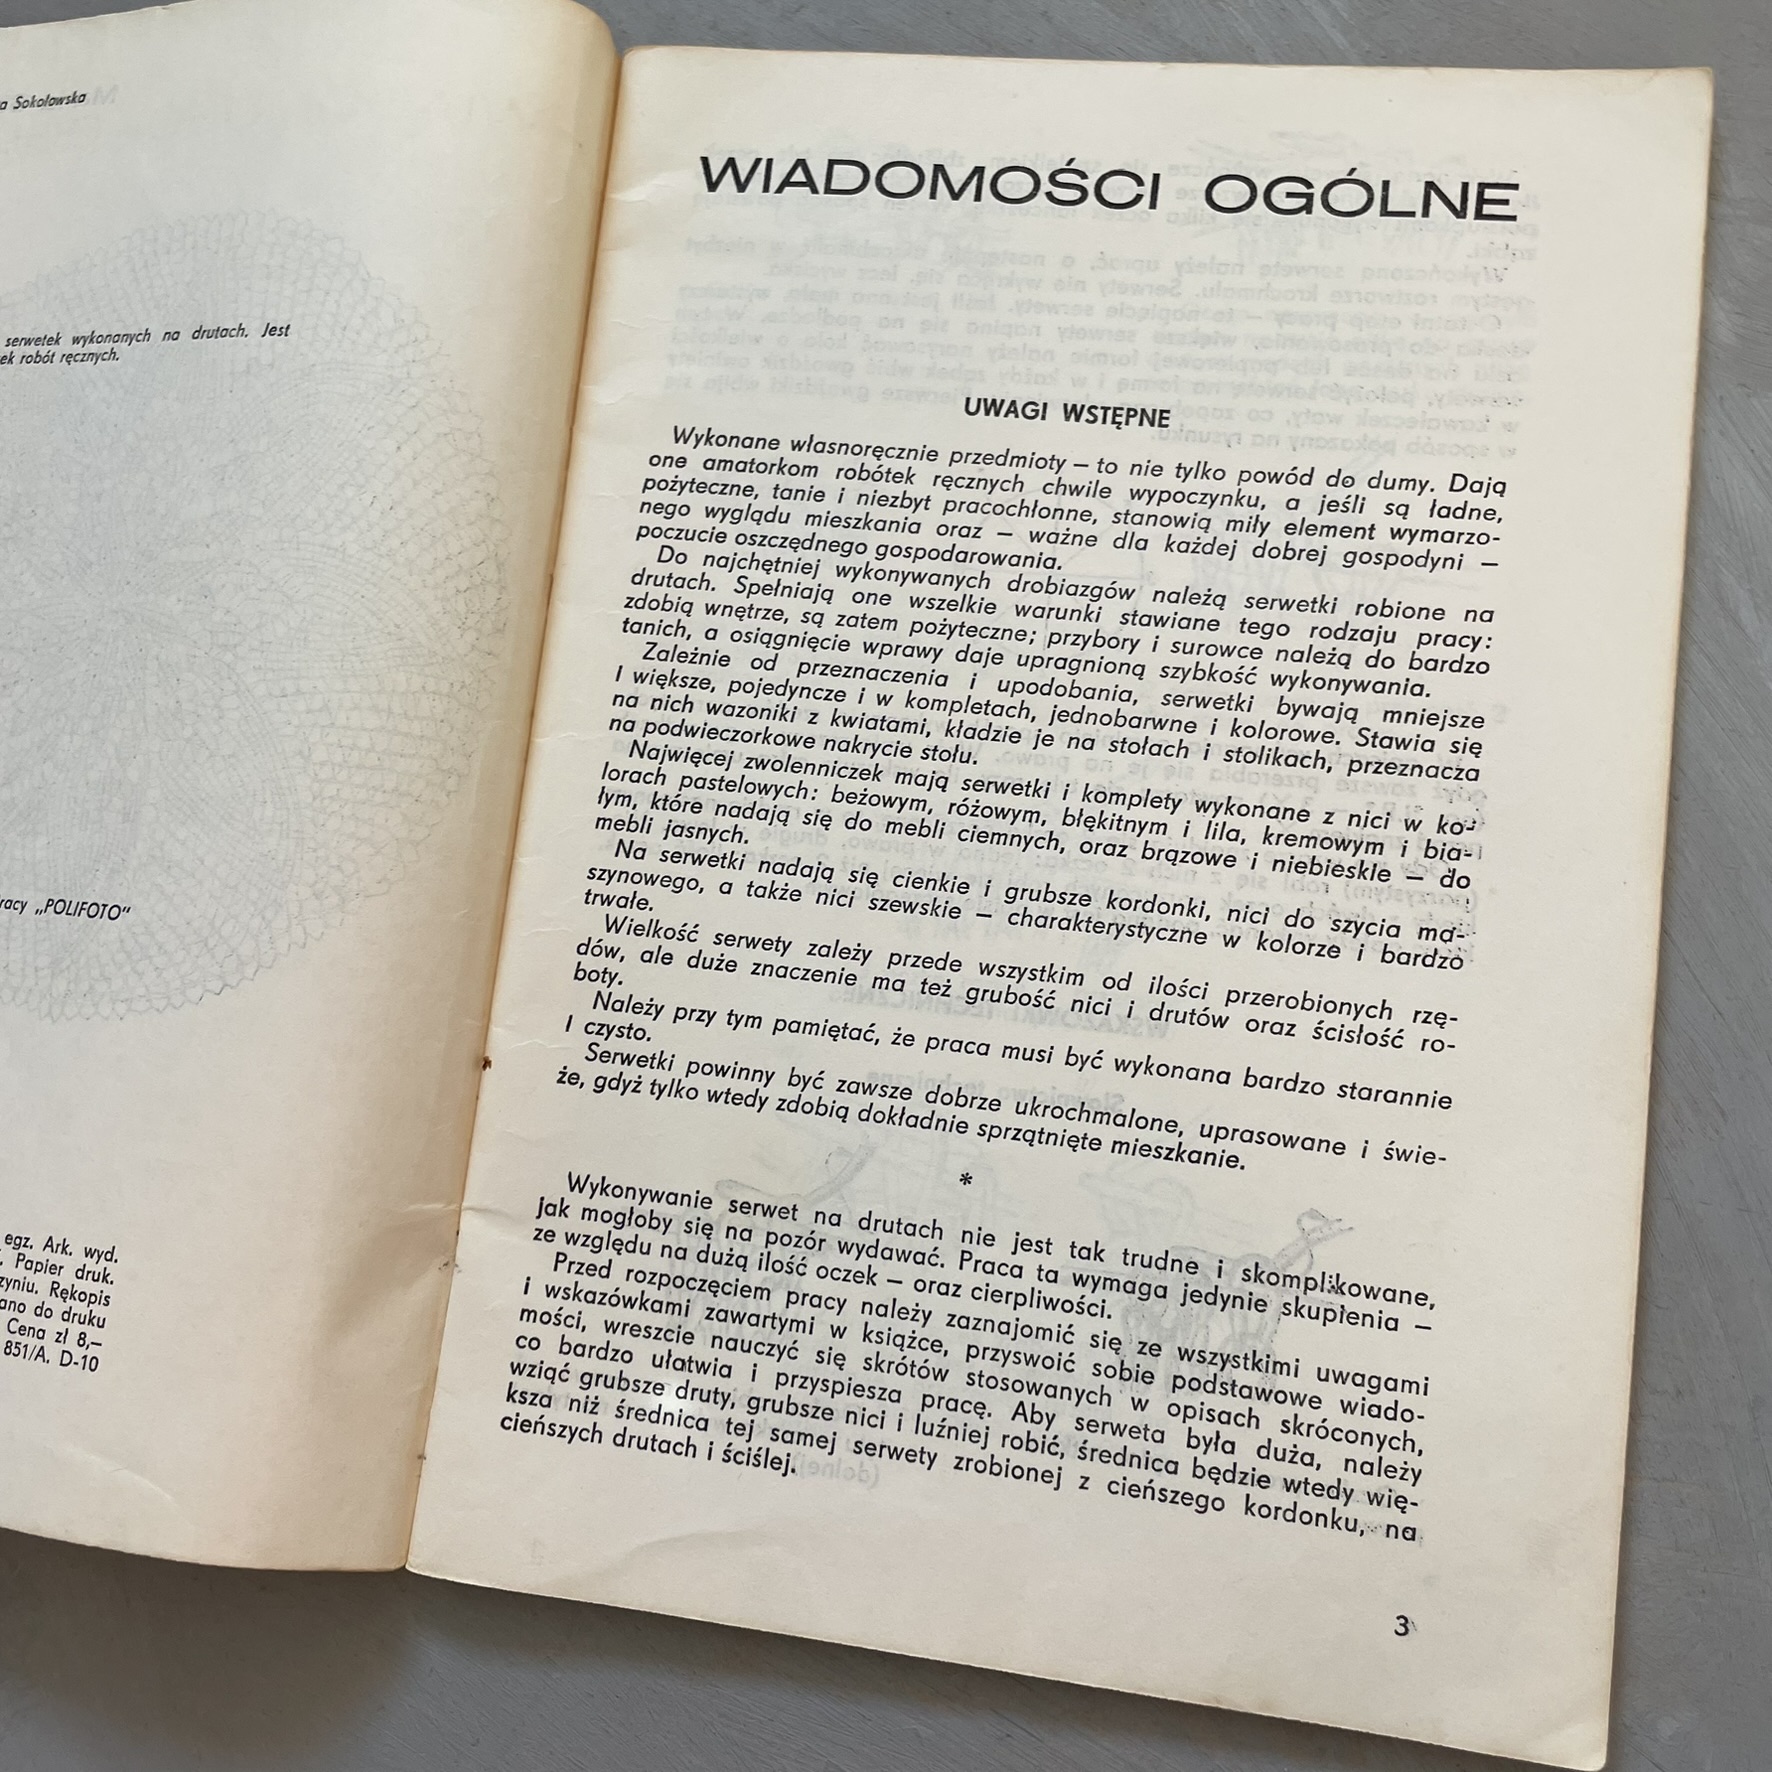 a Sokołowska
serwetek wykonanych na drutach. Jest
ek robót ręcznych.
racy „POLIFOTO"
egz. Ark. wyd.
Papier druk.
Rękopis
ano do druku
Cena zł 8,—
851/A. D-10
WIADOMOŚCI OGÓLNE
UWAGI WSTĘPNE
Wykonane własnoręcznie przedmioty — to nie tylko powód do dumy. Dają
one amatorkom robótek ręcznych chwile wypoczynku, a jeśli są ładne,
pożyteczne, tanie i niezbyt pracochłonne, stanowią miły element wymarzo-
nego wyglądu mieszkania oraz — ważne dla każdej dobrej gospodyni —
poczucie oszczędnego gospodarowania.
Do najchętniej wykonywanych drobiazgów należą serwetki robione na
drutach. Spełniają one wszelkie warunki stawiane tego rodzaju pracy:
zdobią wnętrze, są zatem pożyteczne; przybory i surowce należą do bardzo
tanich, a osiągnięcie wprawy daje upragnioną szybkość wykonywania.
Zależnie od przeznaczenia i upodobania, serwetki bywają mniejsze
I większe, pojedyncze i w kompletach, jednobarwne i kolorowe. Stawia się
na nich wazoniki z kwiatami, kładzie je na stołach i stolikach, przeznacza
na podwieczorkowe nakrycie stołu.
Najwięcej zwolenniczek mają serwetki i komplety wykonane z nici w ko-
lorach pastelowych: beżowym, różowym, błękitnym i lila, kremowym i bia-
łym, które nadają się do mebli ciemnych, oraz brązowe i niebieskle — do
mebli jasnych.
Na serwetki nadają się cienkie i grubsze kordonki, nici do szycia ma-
szynowego, a także nici szewskie — charakterystyczne w kolorze i bardzo
trwałe.
Wielkość serwety zależy przede wszystkim od ilości przerobionych rzę-
dów, ale duże znaczenie ma też grubość nici i drutów oraz ścisłość ro-
boty.
Należy przy tym pamiętać, że praca musi być wykonana bardzo starannie
I czysto.
Serwetki powinny być zawsze dobrze ukrochmalone, uprasowane i świe-
że, gdyż tylko wtedy zdobią dokładnie sprzątnięte mieszkanie.
*
Wykonywanie serwet na drutach nie jest tak trudne i skomplikowane,
jak mogłoby się na pozór wydawać. Praca ta wymaga jedynie skupienia —
ze względu na dużą ilość oczek — oraz cierpliwości.
Przed rozpoczęciem pracy należy zaznajomić się ze wszystkimi uwagami
i wskazówkami zawartymi w książce, przyswoić sobie podstawowe wiado-
mości, wreszcie nauczyć się skrótów stosowanych w opisach skróconych,
co bardzo ułatwia i przyspiesza pracę. Aby serweta była duża, należy
wziąć grubsze druty, grubsze nici i luźniej robić, średnica będzie wtedy wię-
ksza niż średnica tej samej serwety zrobionej z cieńszego kordonku, na
cieńszych drutach i ściślej.
3